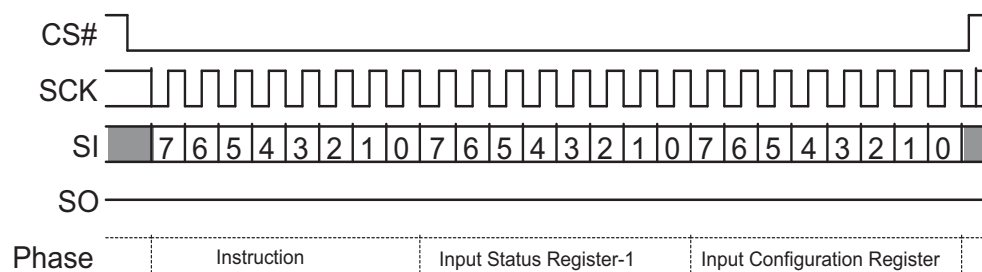 CS#
SCK
SI 7 6 5 4 3 2 1 0 7 6 5 4 3 2 1 0 7 6 5 4 3 2 1 0
SO
Phase Instruction Input Status Register-1 Input Configuration Register